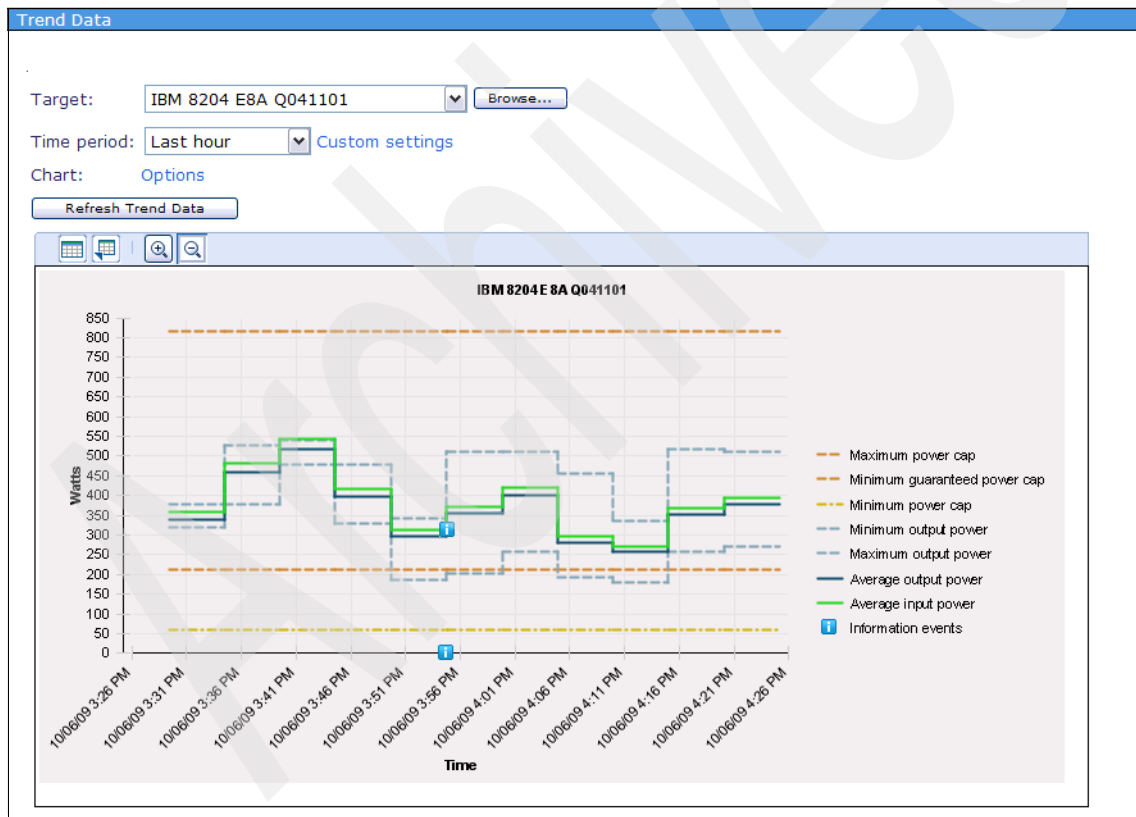 Trend Data
Target: IBM 8204 E8A Q041101 Browse...
Time period: Last hour Custom settings
Chart: Options
Refresh Trend Data
IBM 8204 E8A Q041101
850
800
750
700
650
600
550
500
450
400
350
300
250
200
150
100
50
0
Watts
Maximum power cap
Minimum guaranteed power cap
Minimum power cap
Minimum output power
Maximum output power
Average output power
Average input power
Information events
10/06/09 3:26 PM
10/06/09 3:31 PM
10/06/09 3:36 PM
10/06/09 3:41 PM
10/06/09 3:46 PM
10/06/09 3:51 PM
10/06/09 3:56 PM
10/06/09 4:01 PM
10/06/09 4:06 PM
10/06/09 4:11 PM
10/06/09 4:16 PM
10/06/09 4:21 PM
10/06/09 4:26 PM
Time